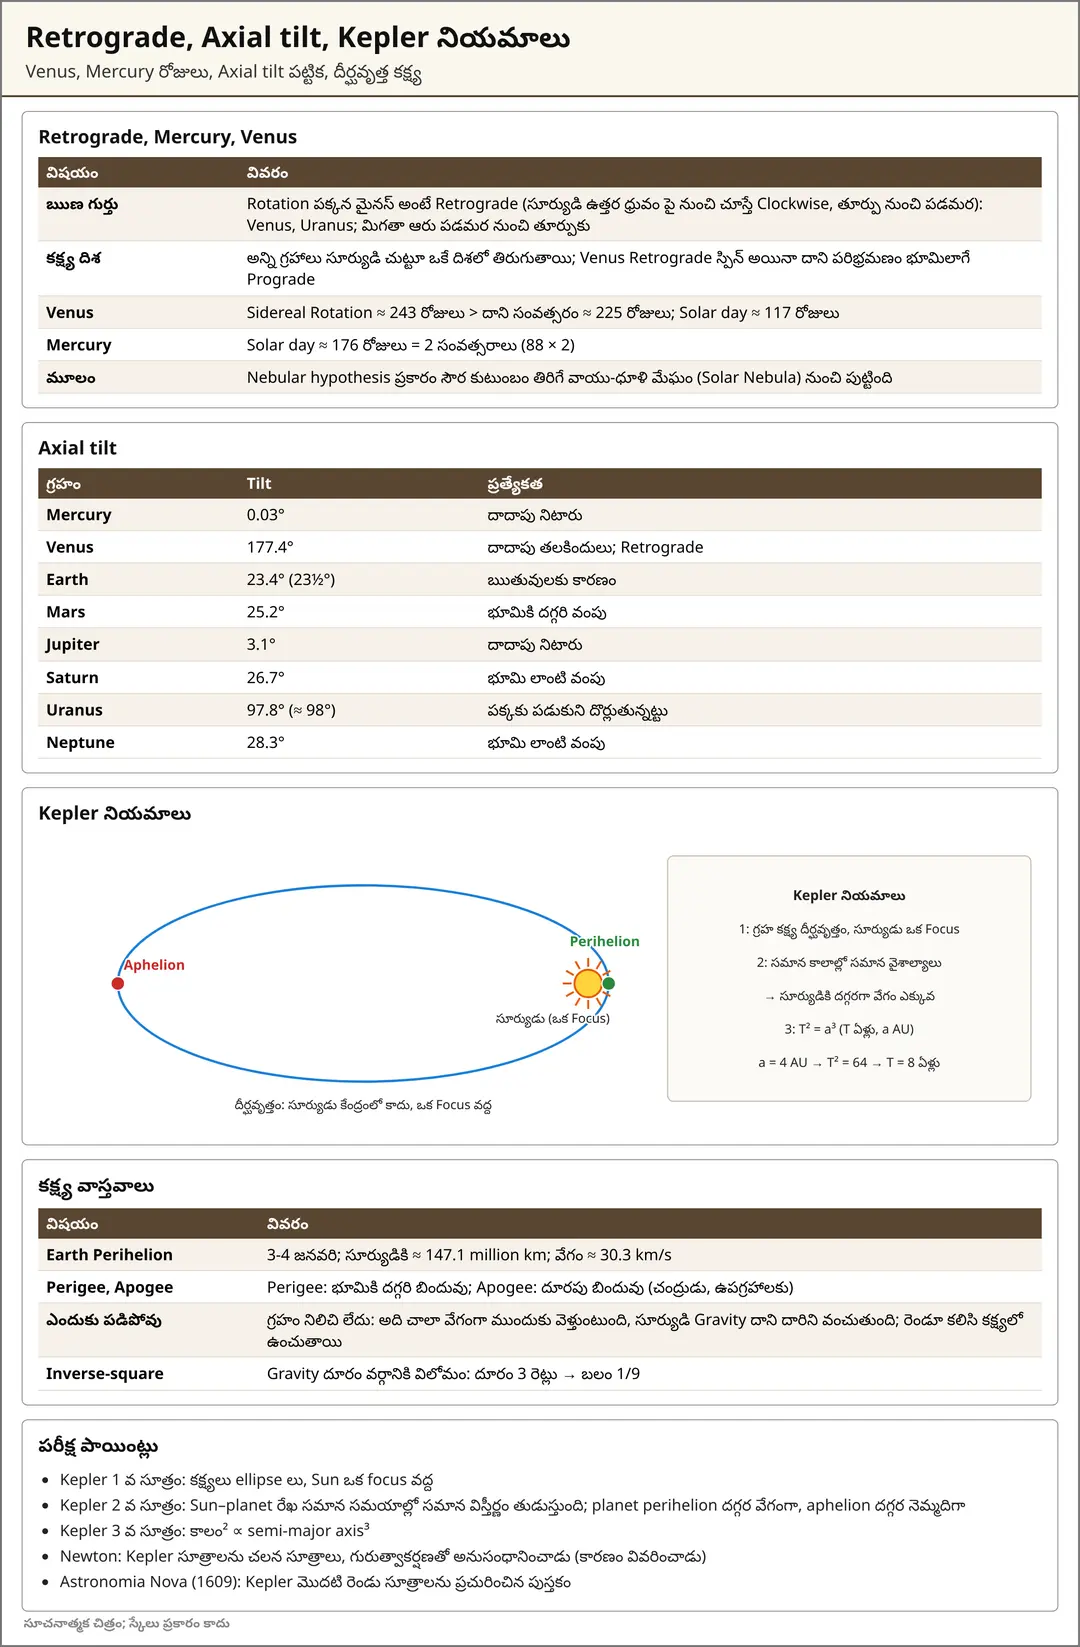 Retrograde, Axial tilt, Kepler నియమాలు
Venus, Mercury రోజులు, Axial tilt పట్టిక, దీర్ఘవృత్త కక్ష్య
Retrograde, Mercury, Venus
విషయం వివరం
ఋణ గుర్తు Rotation పక్కన మైనస్ అంటే Retrograde (సూర్యుడి ఉత్తర ధ్రువం పై నుంచి చూస్తే Clockwise, తూర్పు నుంచి పడమర):
Venus, Uranus; మిగతా ఆరు పడమర నుంచి తూర్పుకు
కక్ష్య దిశ అన్ని గ్రహాలు సూర్యుడి చుట్టూ ఒకే దిశలో తిరుగుతాయి; Venus Retrograde స్పిన్ అయినా దాని పరిభ్రమణం భూమిలాగే
Prograde
Venus Sidereal Rotation ≈ 243 రోజులు > దాని సంవత్సరం ≈ 225 రోజులు; Solar day ≈ 117 రోజులు
Mercury Solar day ≈ 176 రోజులు = 2 సంవత్సరాలు (88 × 2)
మూలం Nebular hypothesis ప్రకారం సౌర కుటుంబం తిరిగే వాయు-ధూళి మేఘం (Solar Nebula) నుంచి పుట్టింది
Axial tilt
గ్రహం Tilt ప్రత్యేకత
Mercury 0.03° దాదాపు నిటారు
Venus 177.4° దాదాపు తలకిందులు; Retrograde
Earth 23.4° (23½°) ఋతువులకు కారణం
Mars 25.2° భూమికి దగ్గరి వంపు
Jupiter 3.1° దాదాపు నిటారు
Saturn 26.7° భూమి లాంటి వంపు
Uranus 97.8° (≈ 98°) పక్కకు పడుకుని దొర్లుతున్నట్టు
Neptune 28.3° భూమి లాంటి వంపు
Kepler నియమాలు
Aphelion
Perihelion
సూర్యుడు (ఒక Focus)
దీర్ఘవృత్తం: సూర్యుడు కేంద్రంలో కాదు, ఒక Focus వద్ద
Kepler నియమాలు
1: గ్రహ కక్ష్య దీర్ఘవృత్తం, సూర్యుడు ఒక Focus
2: సమాన కాలాల్లో సమాన వైశాల్యాలు
→ సూర్యుడికి దగ్గరగా వేగం ఎక్కువ
3: T² = a³ (T ఏళ్లు, a AU)
a = 4 AU → T² = 64 → T = 8 ఏళ్లు
కక్ష్య వాస్తవాలు
విషయం వివరం
Earth Perihelion 3-4 జనవరి; సూర్యుడికి ≈ 147.1 million km; వేగం ≈ 30.3 km/s
Perigee, Apogee Perigee: భూమికి దగ్గరి బిందువు; Apogee: దూరపు బిందువు (చంద్రుడు, ఉపగ్రహాలకు)
ఎందుకు పడిపోవు గ్రహం నిలిచి లేదు: అది చాలా వేగంగా ముందుకు వెళ్తుంటుంది, సూర్యుడి Gravity దాని దారిని వంచుతుంది; రెండూ కలిసి కక్ష్యలో
ఉంచుతాయి
Inverse-square Gravity దూరం వర్గానికి విలోమం: దూరం 3 రెట్లు → బలం 1/9
పరీక్ష పాయింట్లు
• Kepler 1 వ సూత్రం: కక్ష్యలు ellipse లు, Sun ఒక focus వద్ద
• Kepler 2 వ సూత్రం: Sun–planet రేఖ సమాన సమయాల్లో సమాన విస్తీర్ణం తుడుస్తుంది; planet perihelion దగ్గర వేగంగా, aphelion దగ్గర నెమ్మదిగా
• Kepler 3 వ సూత్రం: కాలం² ∝ semi-major axis³
• Newton: Kepler సూత్రాలను చలన సూత్రాలు, గురుత్వాకర్షణతో అనుసంధానించాడు (కారణం వివరించాడు)
• Astronomia Nova (1609): Kepler మొదటి రెండు సూత్రాలను ప్రచురించిన పుస్తకం
సూచనాత్మక చిత్రం; స్కేలు ప్రకారం కాదు